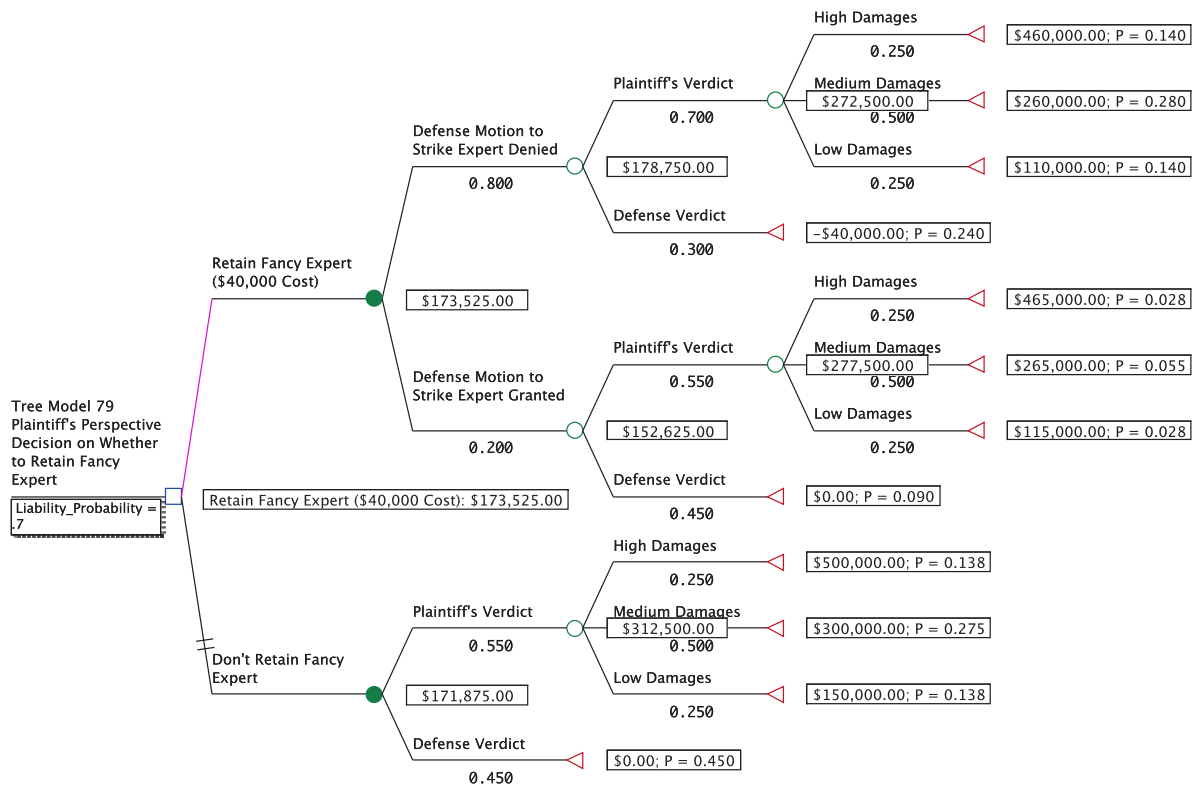 High Damages
$460,000.00; P = 0.140
0.250
Plaintiff's Verdict
Medium Damages
$272,500.00
$260,000.00; P = 0.280
0.700
0.500
Defense Motion to
Strike Expert Denied
Low Damages
$178,750.00
$110,000.00; P = 0.140
0.800
0.250
Defense Verdict
-$40,000.00; P = 0.240
0.300
Retain Fancy Expert
($40,000 Cost)
$173,525.00
High Damages
$465,000.00; P = 0.028
0.250
Plaintiff's Verdict
Medium Damages
$277,500.00
$265,000.00; P = 0.055
0.550
0.500
Defense Motion to
Strike Expert Granted
Low Damages
$152,625.00
$115,000.00; P = 0.028
0.200
0.250
Defense Verdict
$0.00; P = 0.090
0.450
Tree Model 79
Plaintiff's Perspective
Decision on Whether
to Retain Fancy
Expert
Liability_Probability =
.7
Retain Fancy Expert ($40,000 Cost): $173,525.00
High Damages
$500,000.00; P = 0.138
0.250
Plaintiff's Verdict
Medium Damages
$312,500.00
$300,000.00; P = 0.275
0.550
0.500
Don't Retain Fancy
Expert
Low Damages
$171,875.00
$150,000.00; P = 0.138
0.250
Defense Verdict
$0.00; P = 0.450
0.450